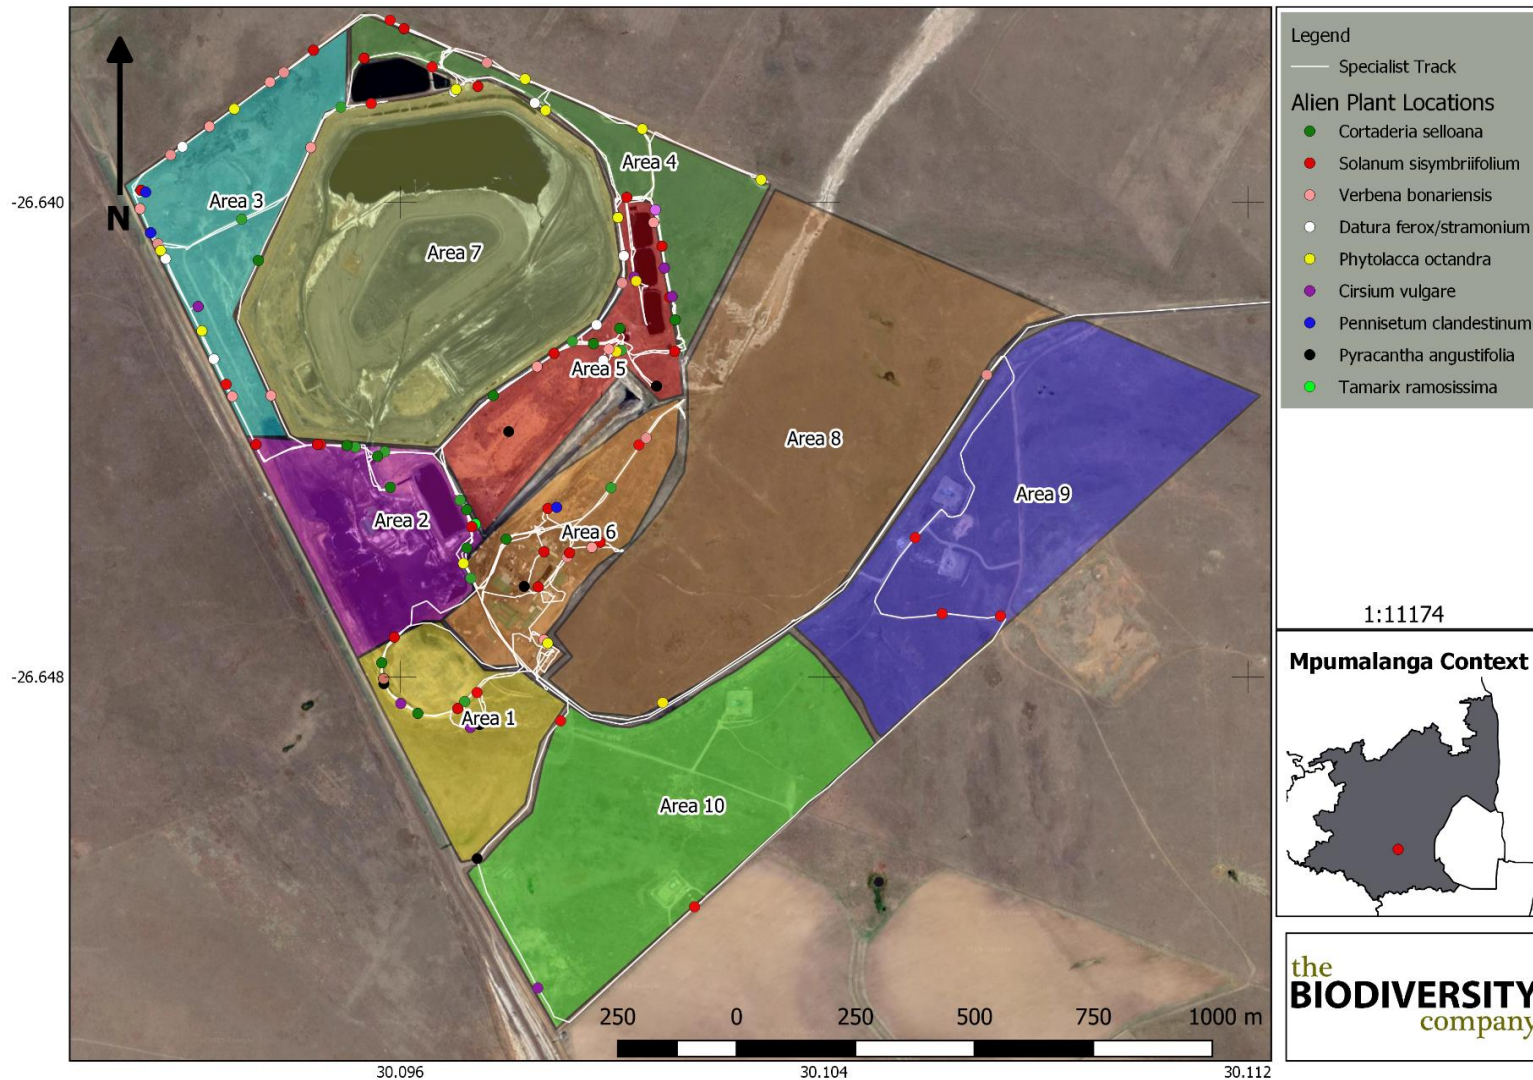 N
-26.640
-26.648
30.096
30.104
30.112
Area 3
Area 4
Area 7
Area 5
Area 8
Area 9
Area 2
Area 6
Area 1
Area 10
250 0 250 500 750 1000 m
Legend
Specialist Track
Alien Plant Locations
Cortaderia selloana
Solanum sisymbriifolium
Verbena bonariensis
Datura ferox/stramonium
Phytolacca octandra
Cirsium vulgare
Pennisetum clandestinum
Pyracantha angustifolia
Tamarix ramosissima
1:11174
Mpumalanga Context
the
BIODIVERSITY
company